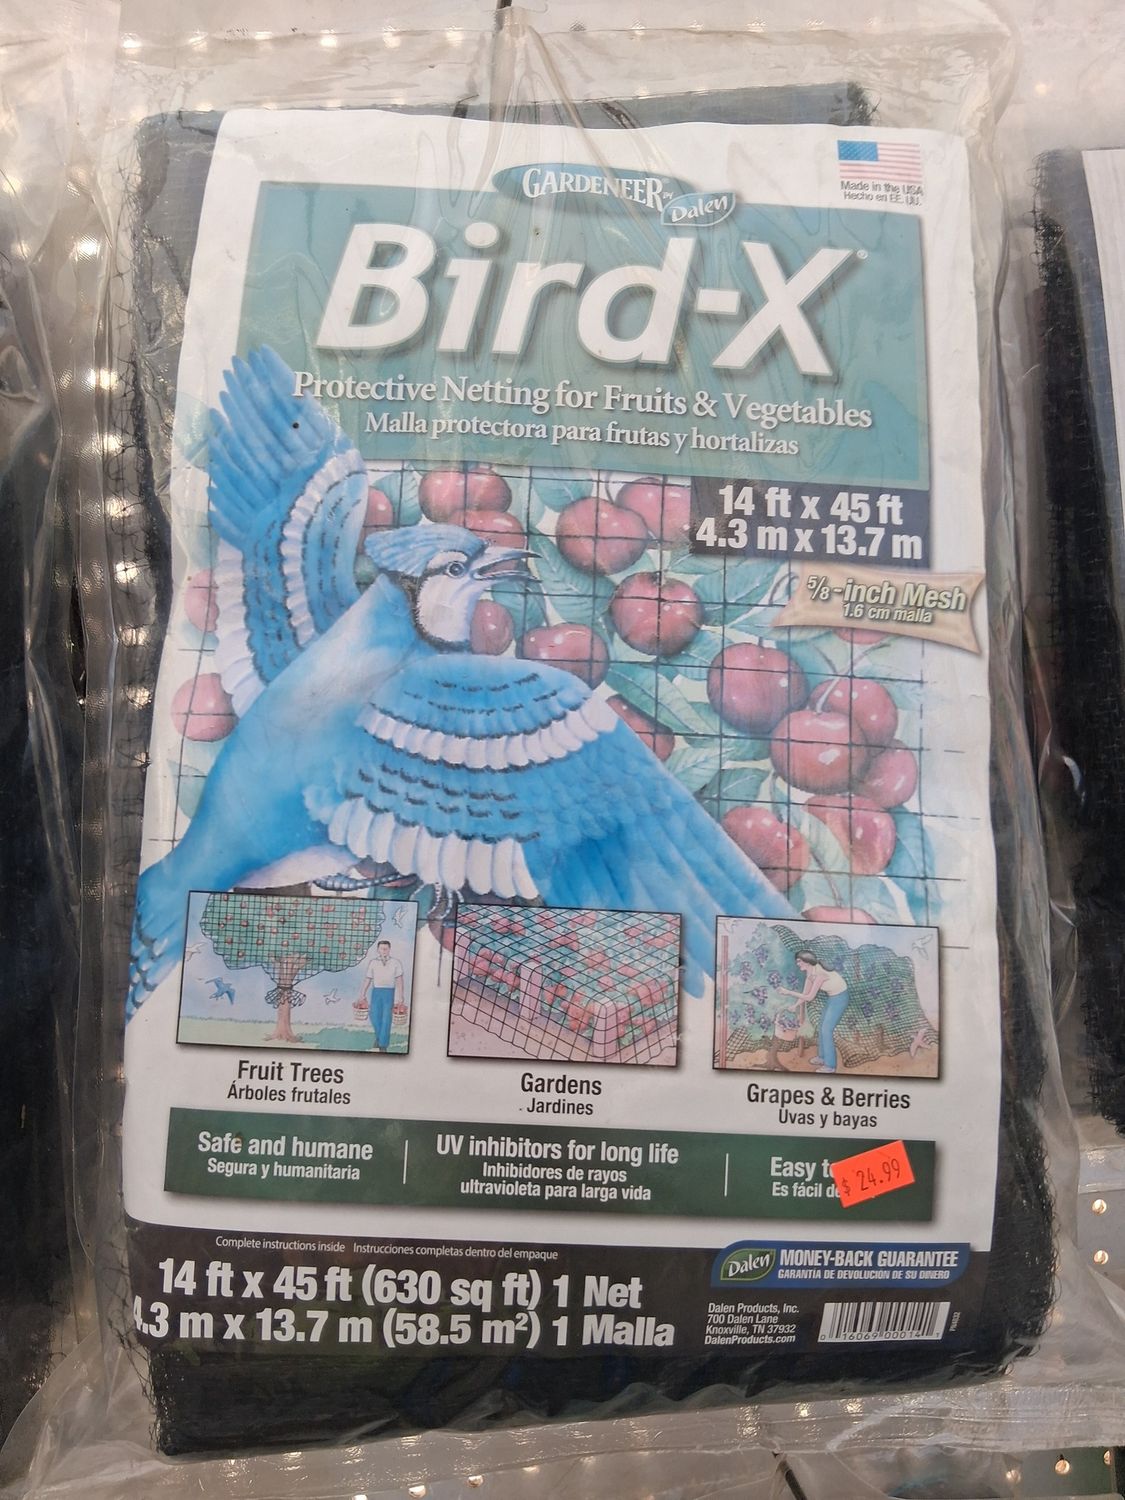 GARDENEER BY Dalen
Made in the USA
Hecho en EE. UU.
Bird-X®
Protective Netting for Fruits & Vegetables
Malla protectora para frutas y hortalizas
14 ft x 45 ft
4.3 m x 13.7 m
5/8-inch Mesh
1.6 cm malla
Fruit Trees
Árboles frutales
Gardens
Jardines
Grapes & Berries
Uvas y bayas
Safe and humane
Segura y humanitaria
UV inhibitors for long life
Inhibidores de rayos
ultravioleta para larga vida
Easy
Es fácil
$ 24.99
Complete instructions inside Instrucciones completas dentro del empaque
14 ft x 45 ft (630 sq ft) 1 Net
4.3 m x 13.7 m (58.5 m²) 1 Malla
Dalen MONEY-BACK GUARANTEE
GARANTÍA DE DEVOLUCIÓN DE SU DINERO
Dalen Products, Inc.
700 Dalen Lane
Knoxville, TN 37932
DalenProducts.com
0 16069 00014 1